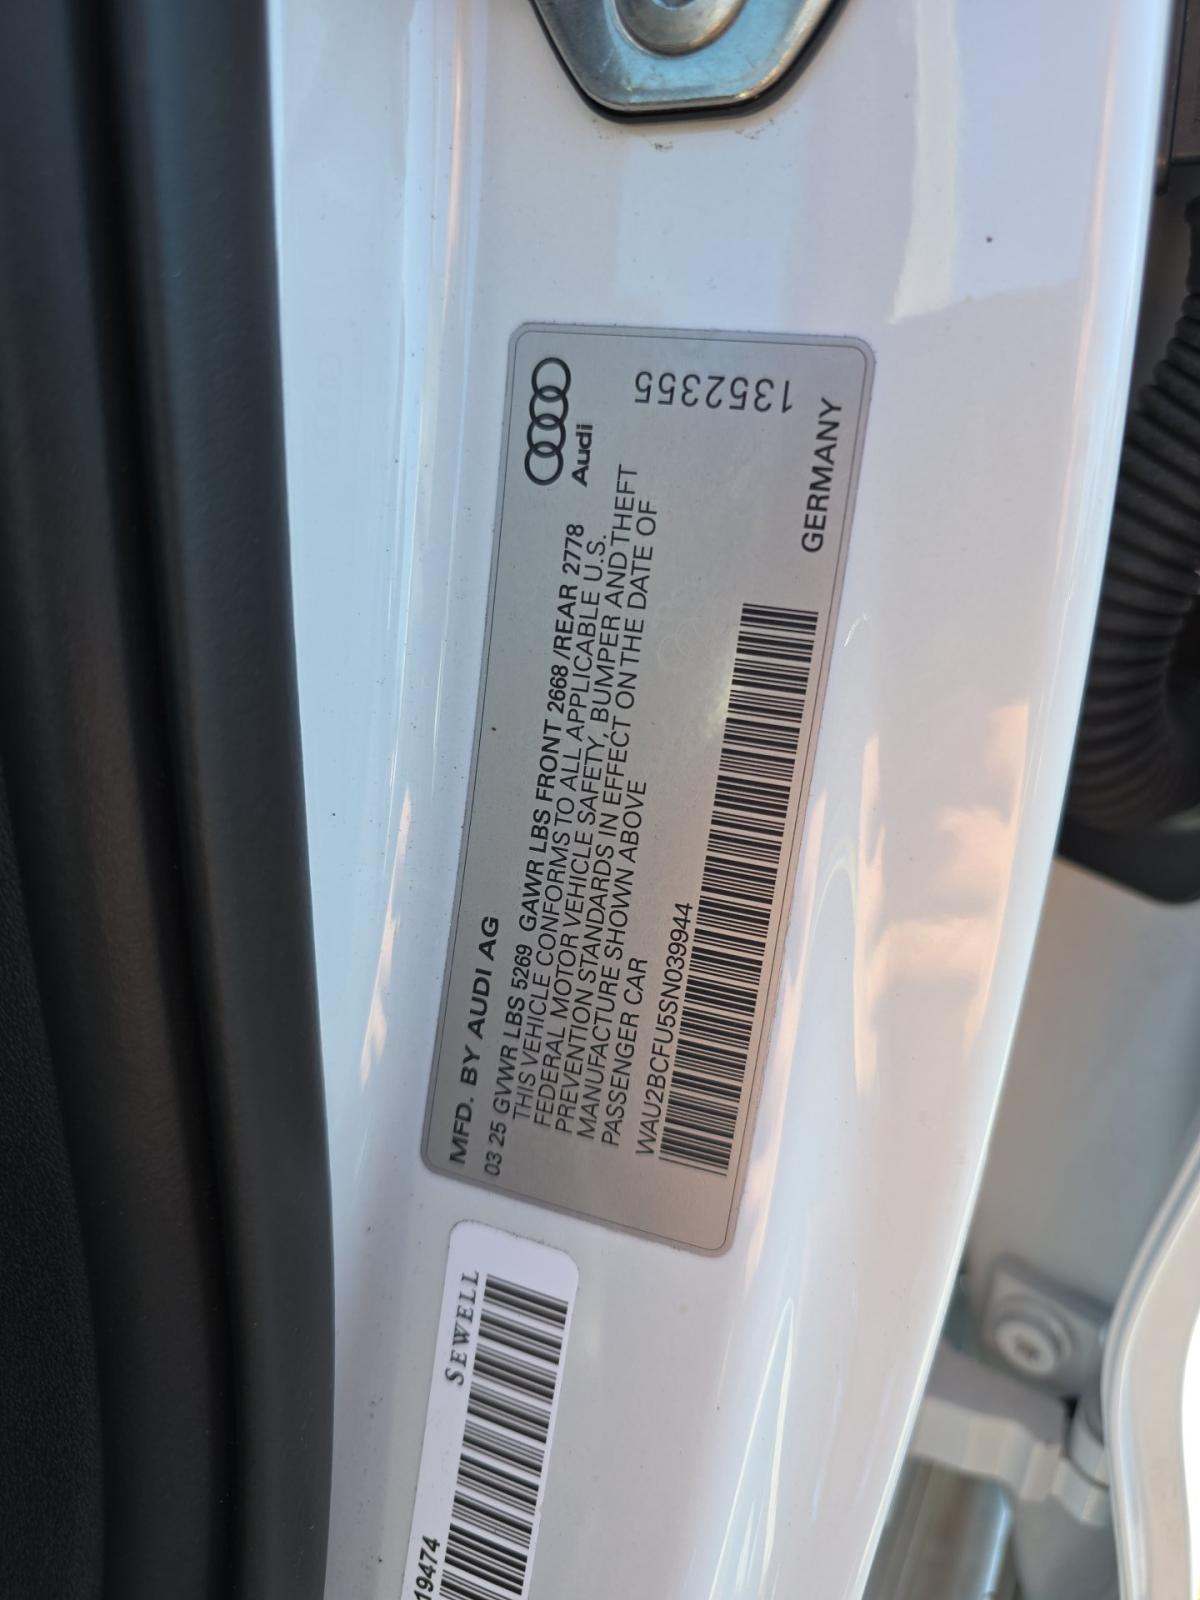 MFD. BY AUDI AG
Audi
03 25 GVWR LBS 5269 GAWR LBS FRONT 2668 /REAR 2778
THIS VEHICLE CONFORMS TO ALL APPLICABLE U.S.
FEDERAL MOTOR VEHICLE SAFETY, BUMPER AND THEFT
PREVENTION STANDARDS IN EFFECT ON THE DATE OF
MANUFACTURE SHOWN ABOVE
PASSENGER CAR
WAU2BCFU5SN039944
GERMANY
1352355
SEWELL
19474